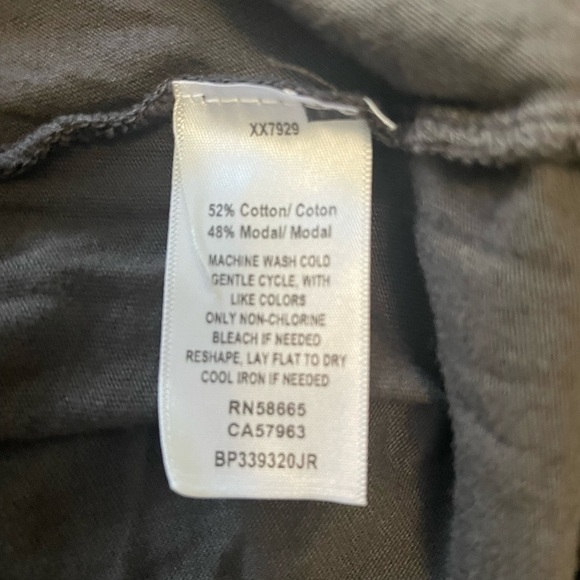 XX7929
52% Cotton/ Coton
48% Modal/ Modal
MACHINE WASH COLD
GENTLE CYCLE, WITH
LIKE COLORS
ONLY NON-CHLORINE
BLEACH IF NEEDED
RESHAPE, LAY FLAT TO DRY
COOL IRON IF NEEDED
RN58665
CA57963
BP339320JR